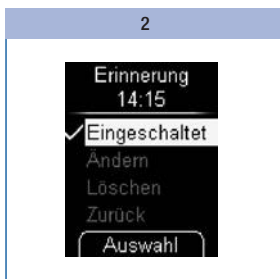 2
Erinnerung
14:15
Eingeschaltet
Ändern
Löschen
Zurück
Auswahl